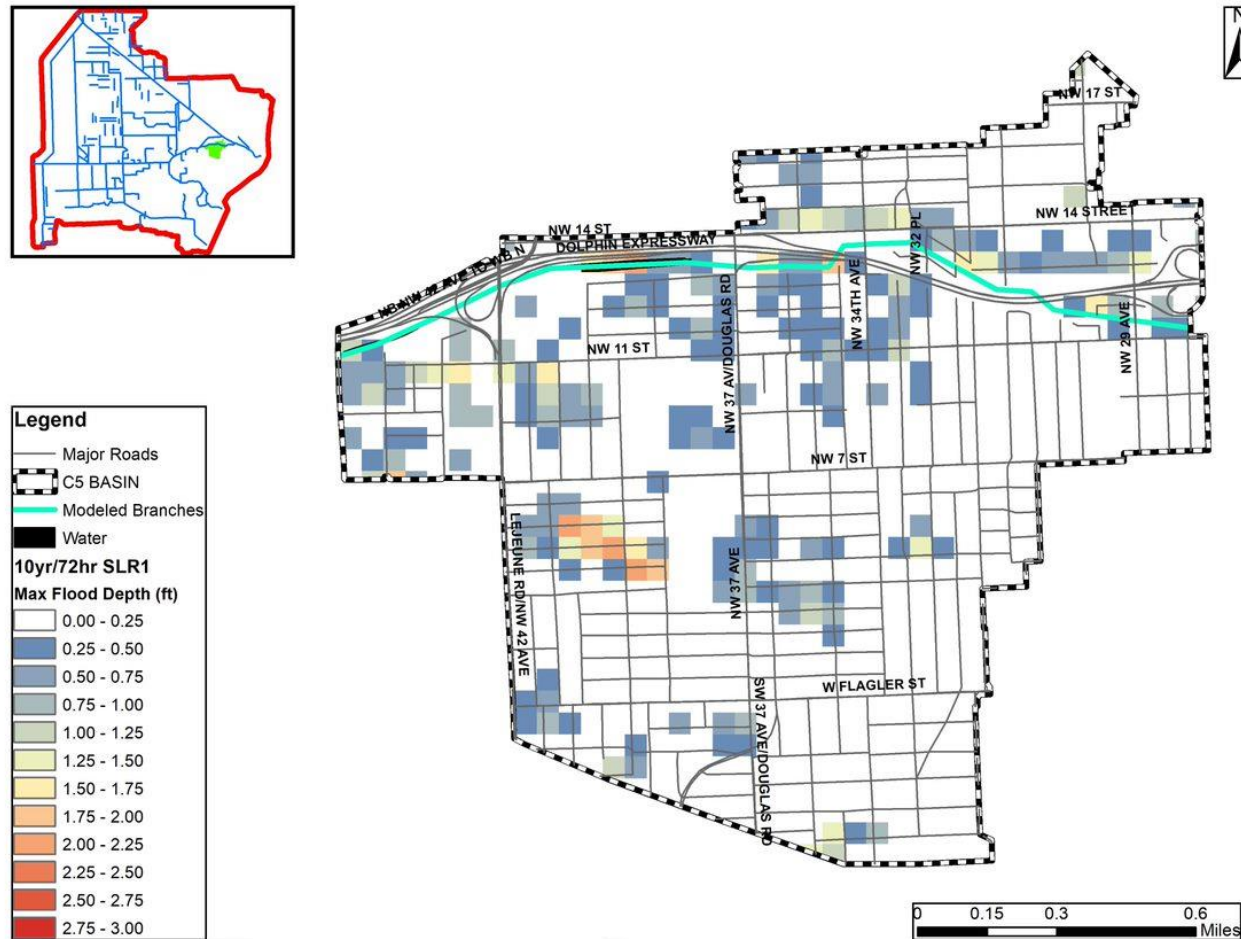 N
NW 17 ST
NW 14 STREET
NW 14 ST
DOLPHIN EXPRESSWAY
NW 32 PL
NW 34TH AVE
NW 37 AV/DOUGLAS RD
NW 29 AVE
NW 11 ST
NW 7 ST
LEJEUNE RD/NW 42 AVE
NW 37 AVE
W FLAGLER ST
SW 37 AVE/DOUGLAS RD
Legend
Major Roads
C5 BASIN
Modeled Branches
Water
10yr/72hr SLR1
Max Flood Depth (ft)
0.00 - 0.25
0.25 - 0.50
0.50 - 0.75
0.75 - 1.00
1.00 - 1.25
1.25 - 1.50
1.50 - 1.75
1.75 - 2.00
2.00 - 2.25
2.25 - 2.50
2.50 - 2.75
2.75 - 3.00
0 0.15 0.3 0.6
Miles